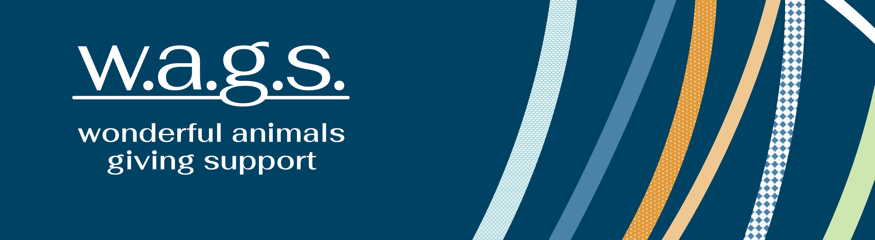 w.a.g.s.
wonderful animals
giving support